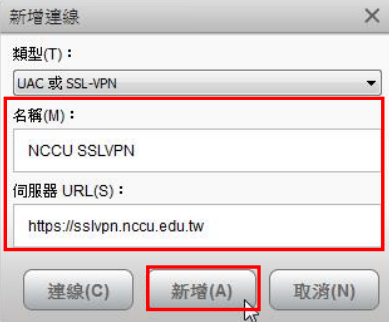 新增連線
類型(T)：
UAC 或 SSL-VPN
名稱(M)：
NCCU SSLVPN
伺服器 URL(S)：
https://sslvpn.nccu.edu.tw
連線(C) 新增(A) 取消(N)